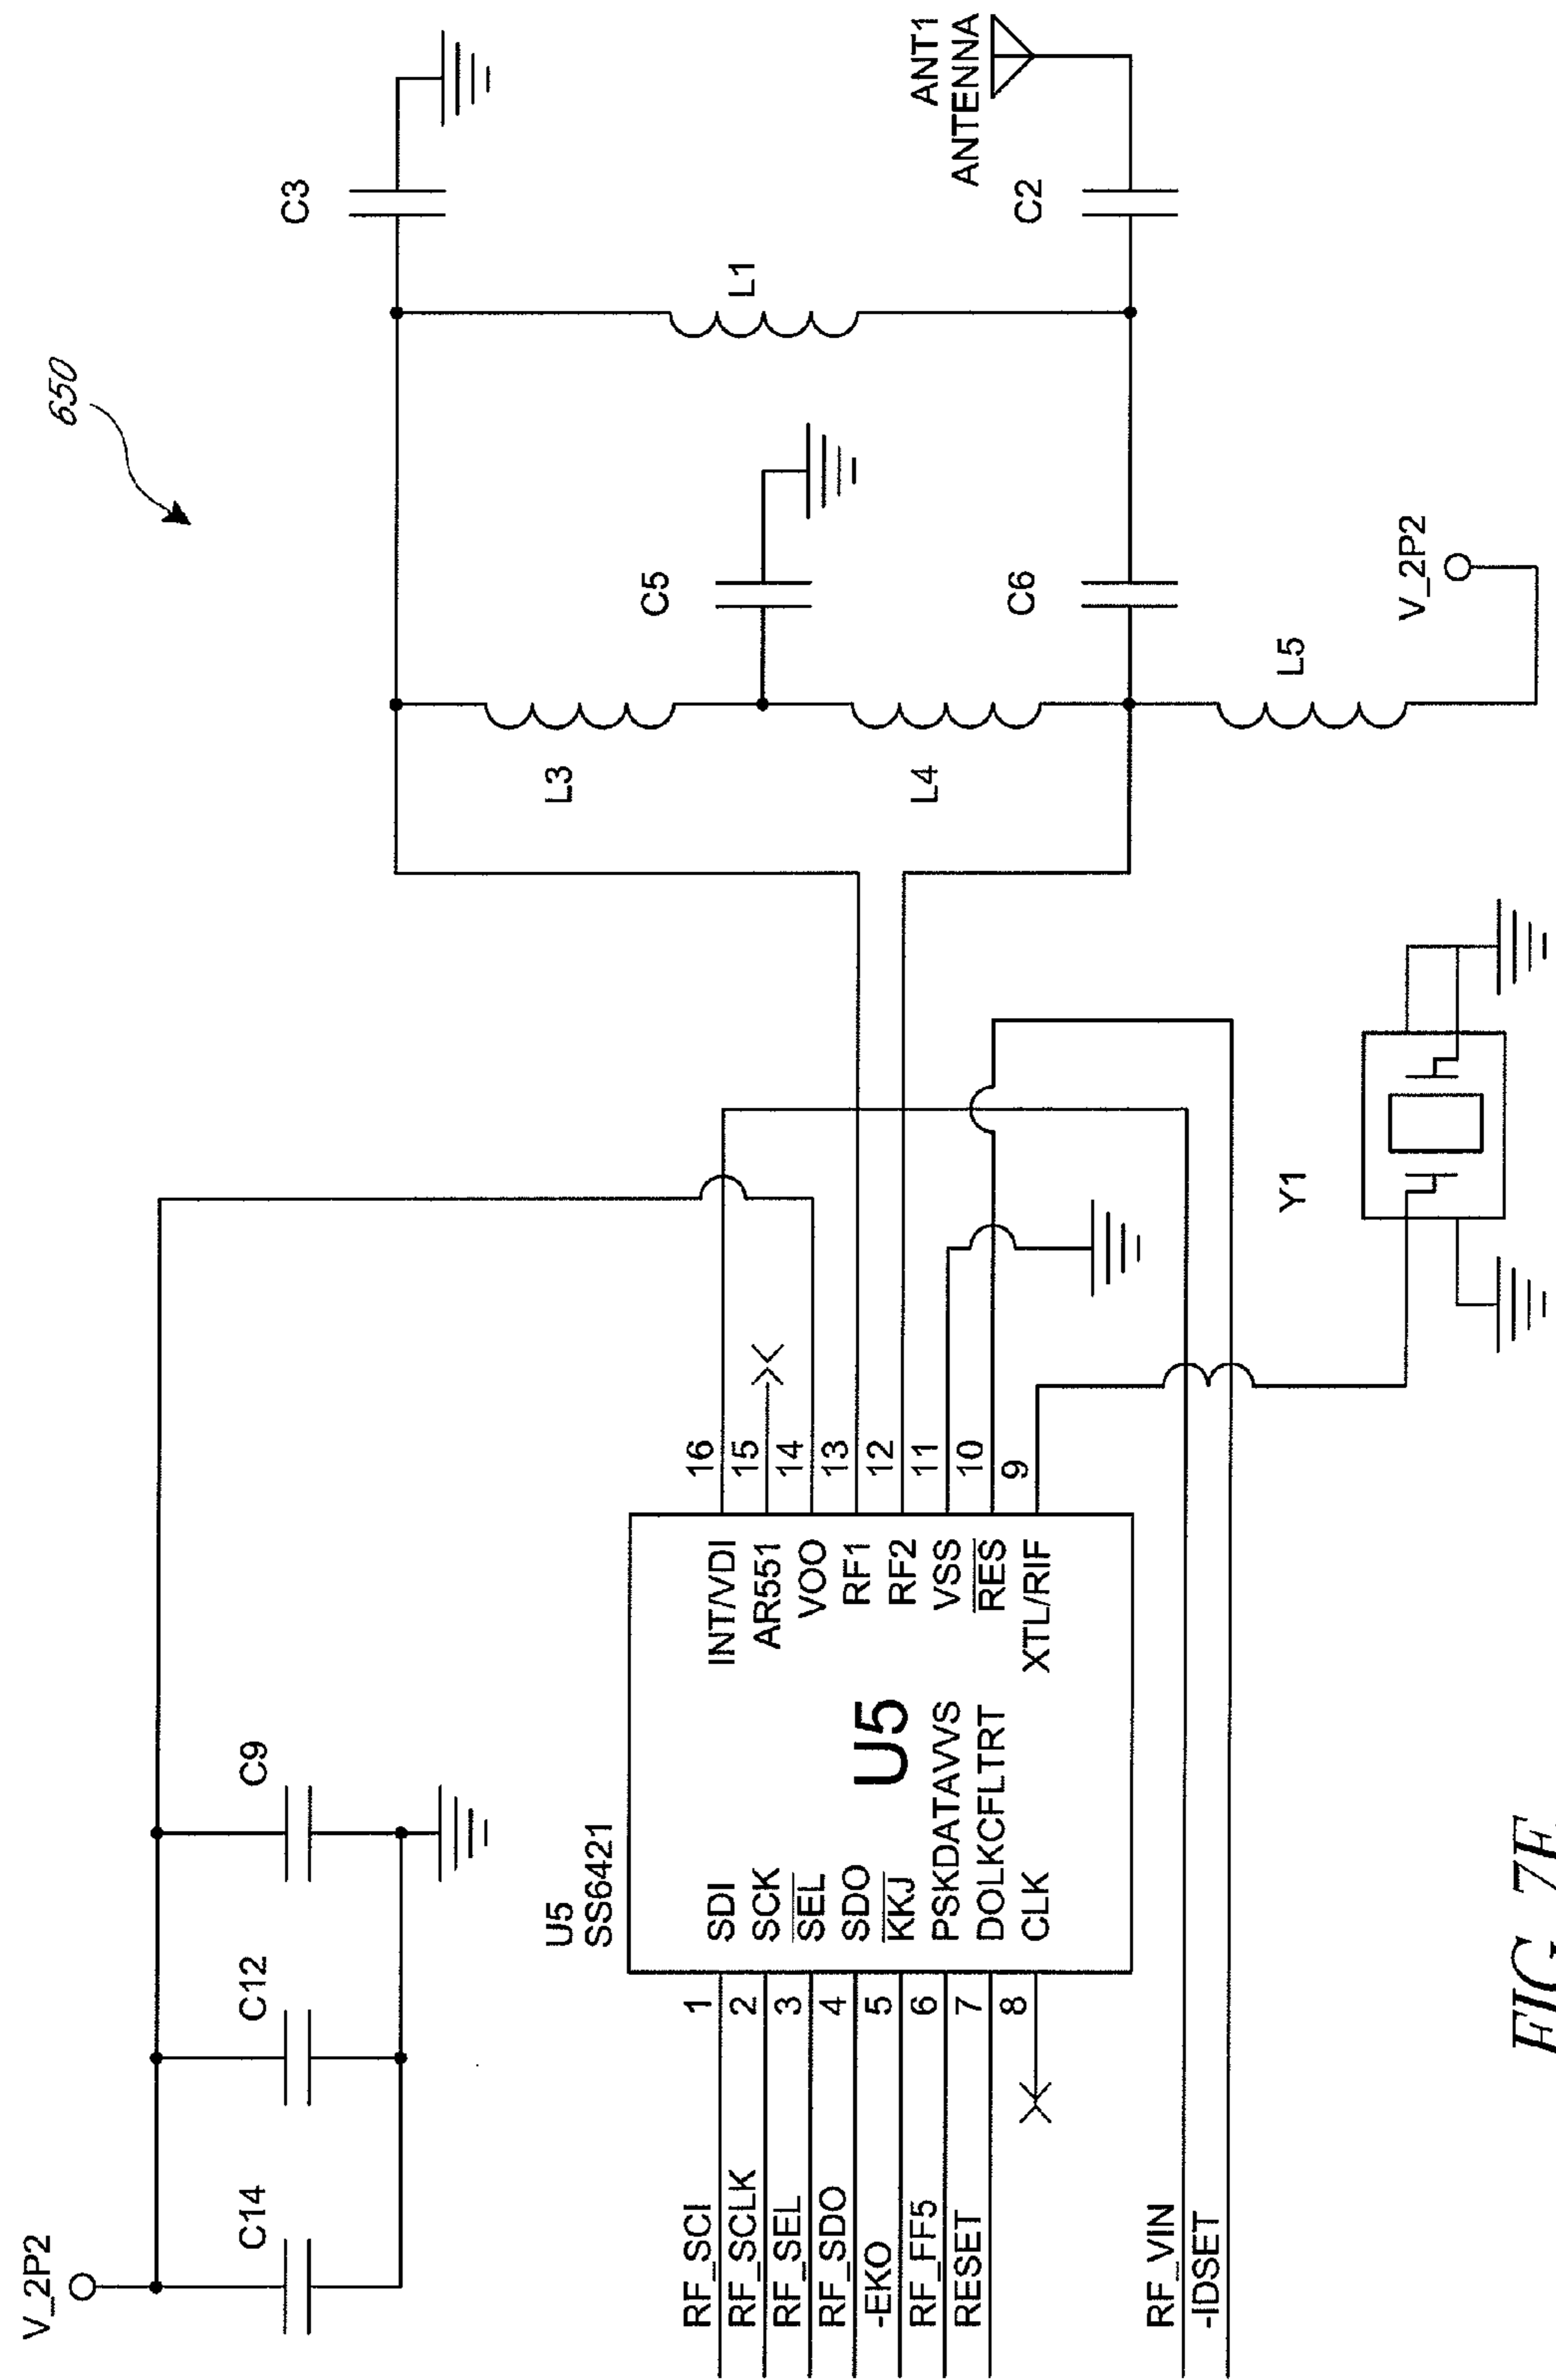 650
V_2P2
C14
C12
C9
C3
L1
ANT1
ANTENNA
C2
C5
C6
L3
L4
L5
V_2P2
U5
SS6421
U5
RF_SCI 1 SDI
RF_SCLK 2 SCK
RF_SEL 3 SEL
RF_SDO 4 SDO
-EKO 5 KKJ
RF_FF5 6 PSKDATAVVS
RESET 7 DOLKCFLTRT
8 CLK
INT/VDI 16
AR551 15
VOO 14
RF1 13
RF2 12
VSS 11
RES 10
XTL/RIF 9
RF_VIN
-IDSET
Y1